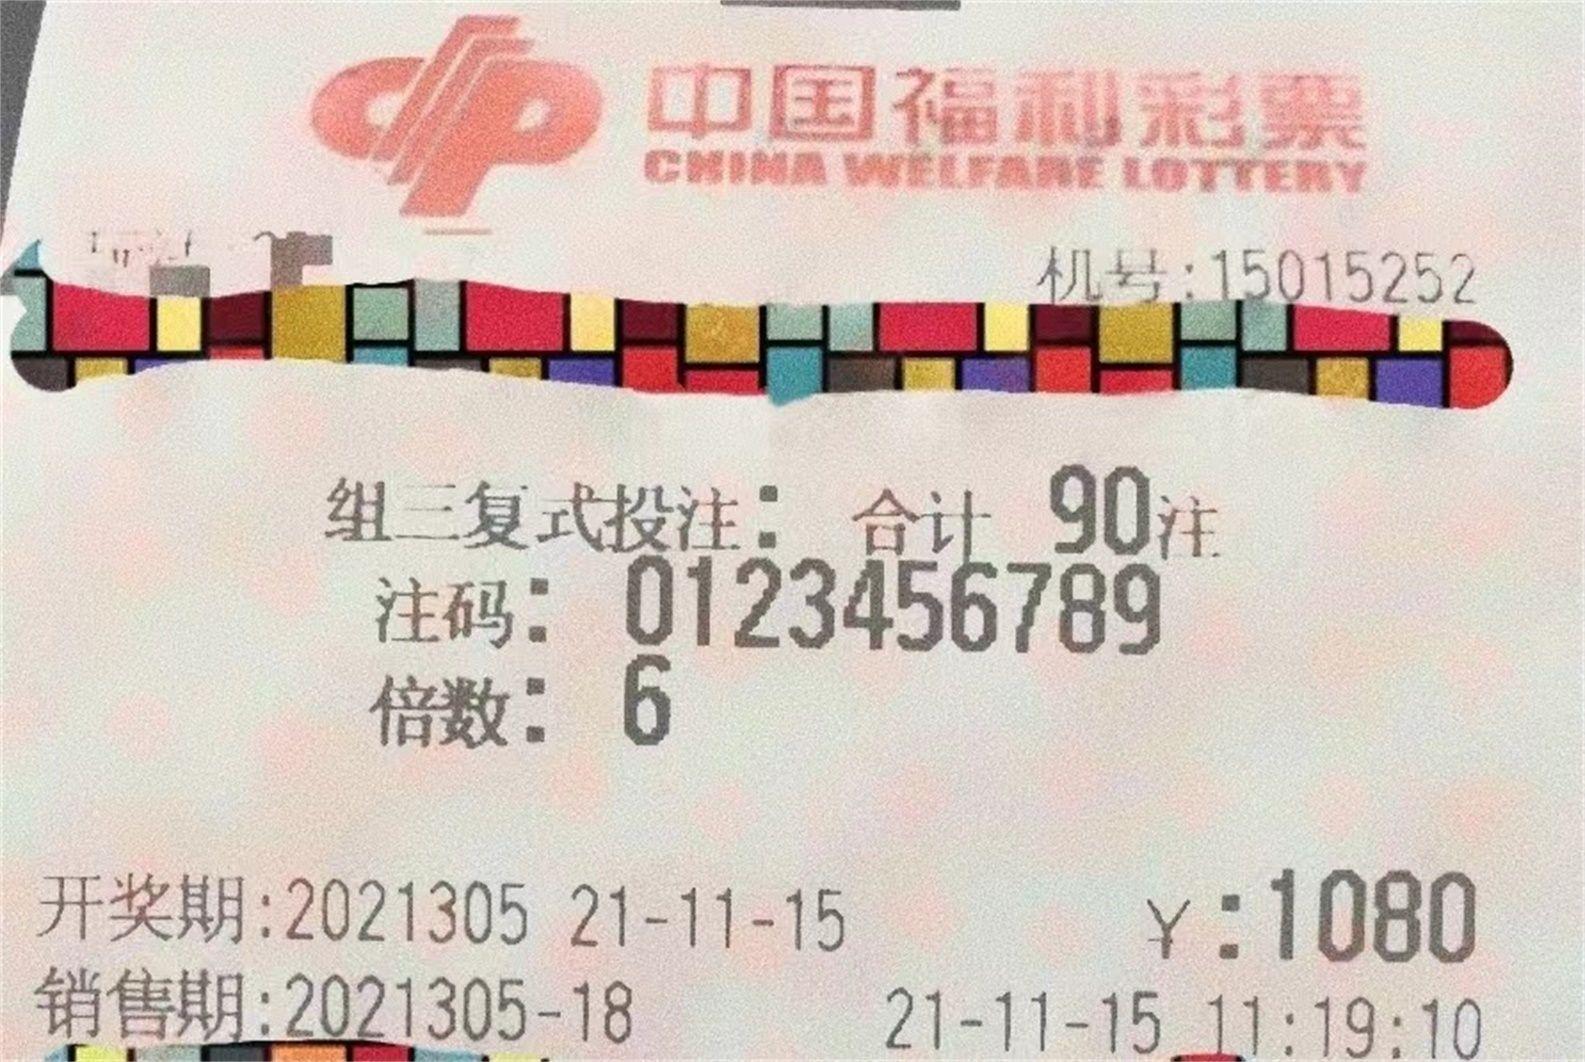 中国福利彩票
CHINA WELFARE LOTTERY
机号:15015252
组三复式投注: 合计 90注
注码: 0123456789
倍数: 6
开奖期:2021305 21-11-15 ¥:1080
销售期:2021305-18 21-11-15 11:19:10